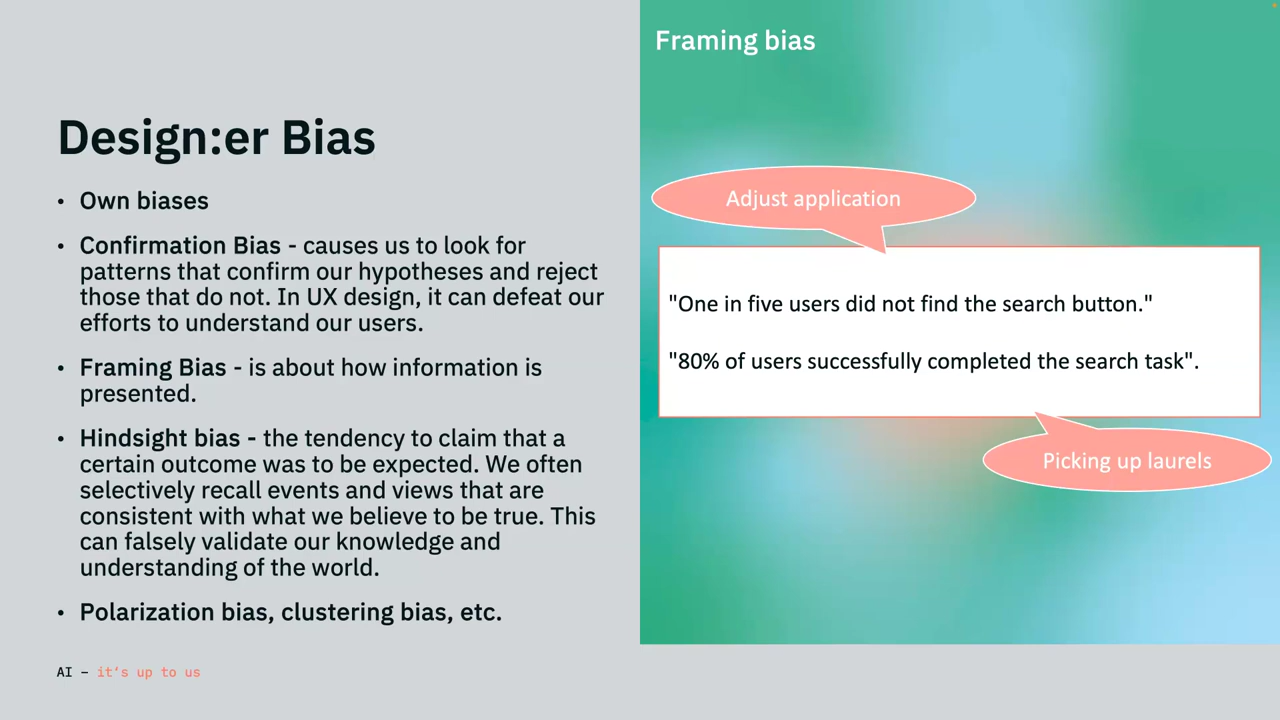 Design:er Bias
• Own biases
• Confirmation Bias - causes us to look for
patterns that confirm our hypotheses and reject
those that do not. In UX design, it can defeat our
efforts to understand our users.
• Framing Bias - is about how information is
presented.
• Hindsight bias - the tendency to claim that a
certain outcome was to be expected. We often
selectively recall events and views that are
consistent with what we believe to be true. This
can falsely validate our knowledge and
understanding of the world.
• Polarization bias, clustering bias, etc.
AI – it's up to us
Framing bias
Adjust application
"One in five users did not find the search button."
"80% of users successfully completed the search task".
Picking up laurels